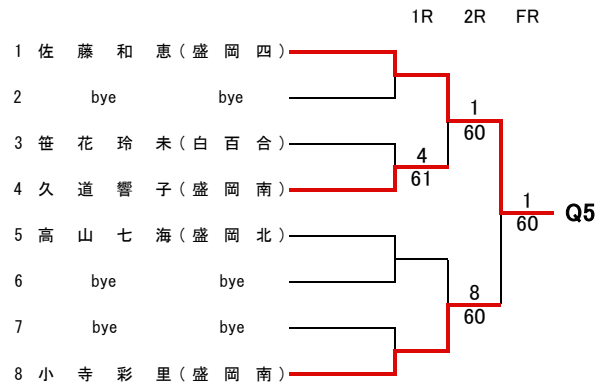 1R 2R FR
1 佐藤和恵(盛岡四)
2 bye bye
1
60
3 笹花玲未(白百合)
4
61
4 久道響子(盛岡南)
1
60
Q5
5 高山七海(盛岡北)
6 bye bye
8
60
7 bye bye
8 小寺彩里(盛岡南)